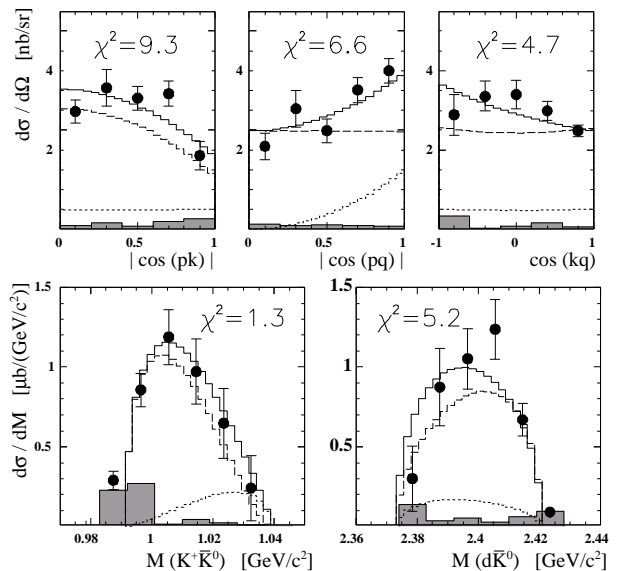 dσ / dΩ [nb/sr]
χ²=9.3
χ²=6.6
χ²=4.7
4
2
4
2
4
2
0 0.5 1
0 0.5 1
-1 0 1
| cos (pk) |
| cos (pq) |
cos (kq)
dσ / dM [μb/(GeV/c²)]
1.5
1
0.5
χ²=1.3
1.5
1
0.5
χ²=5.2
0.98 1 1.02 1.04
2.36 2.38 2.4 2.42 2.44
M (K⁺K̄⁰) [GeV/c²]
M (dK̄⁰) [GeV/c²]